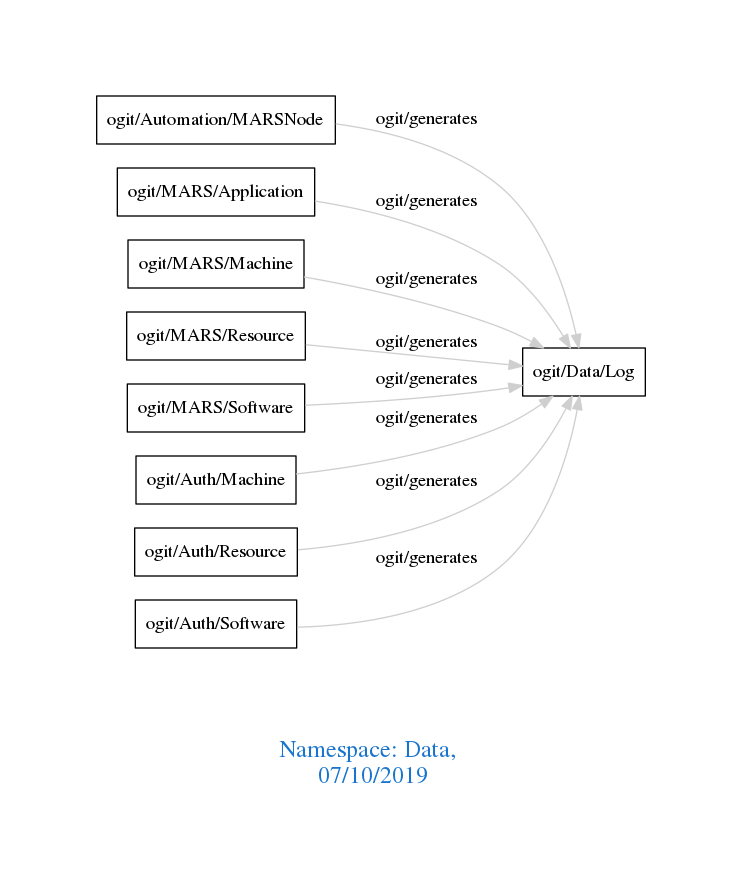 ogit/Automation/MARSNode
ogit/generates
ogit/MARS/Application
ogit/generates
ogit/MARS/Machine
ogit/generates
ogit/MARS/Resource
ogit/generates
ogit/Data/Log
ogit/generates
ogit/MARS/Software
ogit/generates
ogit/Auth/Machine
ogit/generates
ogit/Auth/Resource
ogit/generates
ogit/Auth/Software
Namespace: Data,
07/10/2019